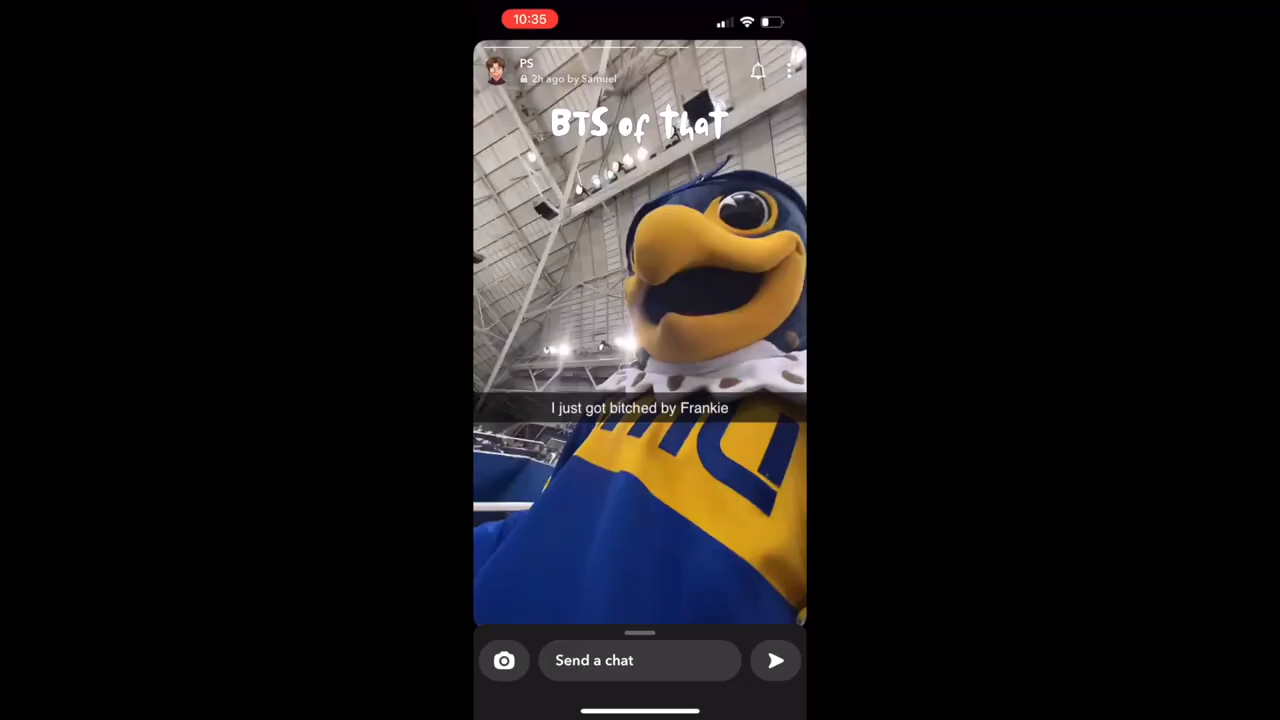 10:35
PS
2h ago by Samuel
BTS of that
I just got bitched by Frankie
Send a chat